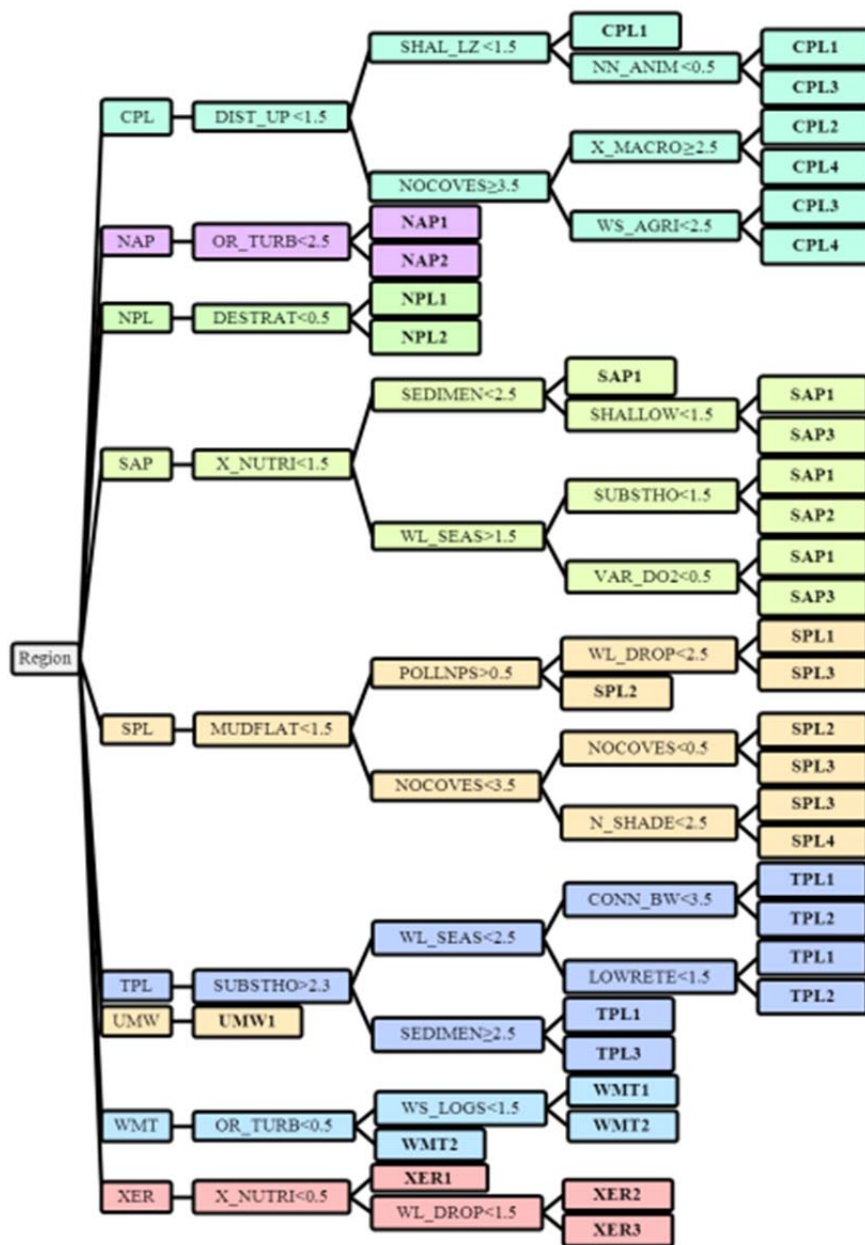 CPL1
SHAL_LZ<1.5
CPL1
NN_ANIM<0.5
CPL3
CPL
DIST_UP<1.5
CPL2
X_MACRO≥2.5
CPL4
NOCOVES≥3.5
CPL3
WS_AGRI<2.5
CPL4
NAP1
NAP
OR_TURB<2.5
NAP2
NPL1
NPL
DESTRAT<0.5
NPL2
SAP1
SEDIMEN<2.5
SAP1
SHALLOW<1.5
SAP3
SAP
X_NUTRI<1.5
SAP1
SUBSTHO<1.5
SAP2
WL_SEAS>1.5
SAP1
VAR_DO2<0.5
SAP3
Region
SPL1
WL_DROP<2.5
POLLNPS>0.5
SPL3
SPL2
SPL
MUDFLAT<1.5
SPL2
NOCOVES<0.5
SPL3
NOCOVES<3.5
SPL3
N_SHADE<2.5
SPL4
TPL1
CONN_BW<3.5
TPL2
WL_SEAS<2.5
TPL1
LOWRETE<1.5
TPL2
TPL
SUBSTHO>2.3
TPL1
SEDIMEN≥2.5
TPL3
UMW
UMW1
WMT1
WS_LOGS<1.5
WMT2
WMT
OR_TURB<0.5
WMT2
XER1
XER
X_NUTRI<0.5
XER2
WL_DROP<1.5
XER3